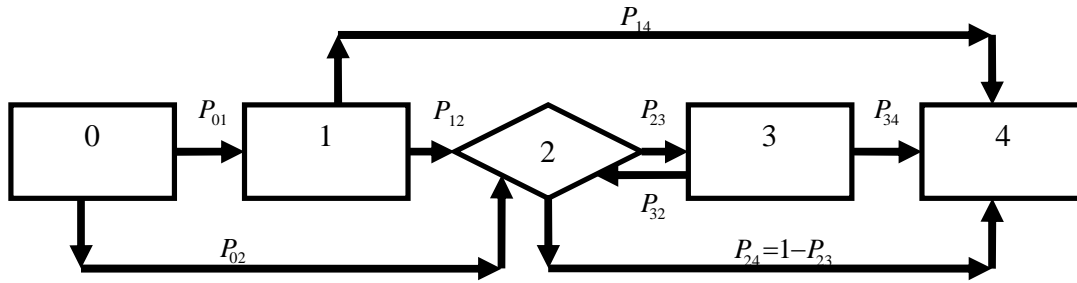 P₁₄
0 P₀₁ 1 P₁₂ 2 P₂₃ 3 P₃₄ 4
P₃₂
P₀₂ P₂₄=1−P₂₃